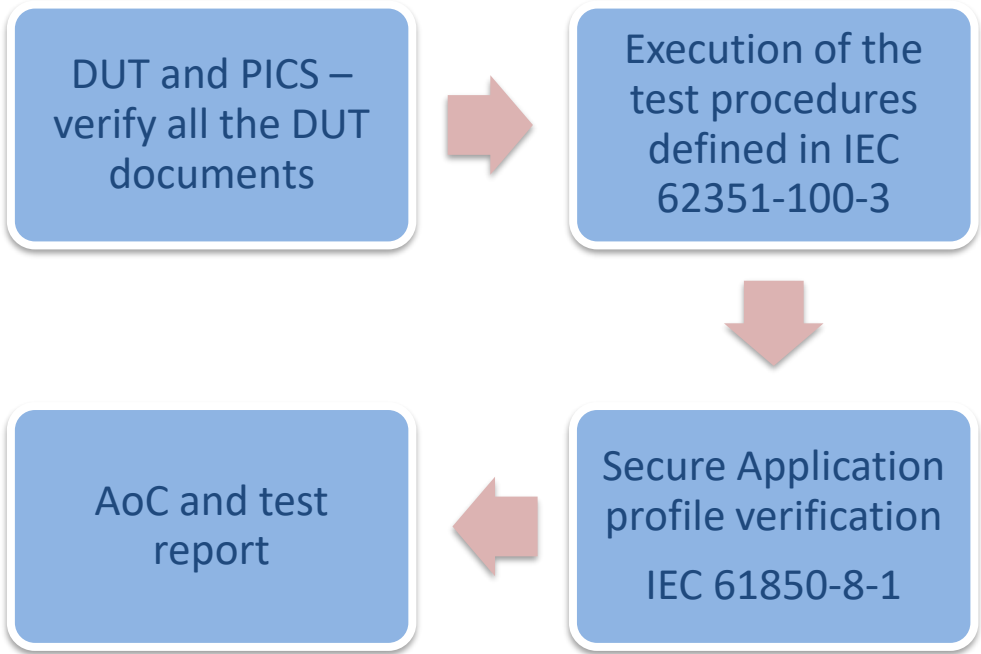 DUT and PICS –
verify all the DUT
documents
Execution of the
test procedures
defined in IEC
62351-100-3
Secure Application
profile verification
IEC 61850-8-1
AoC and test
report